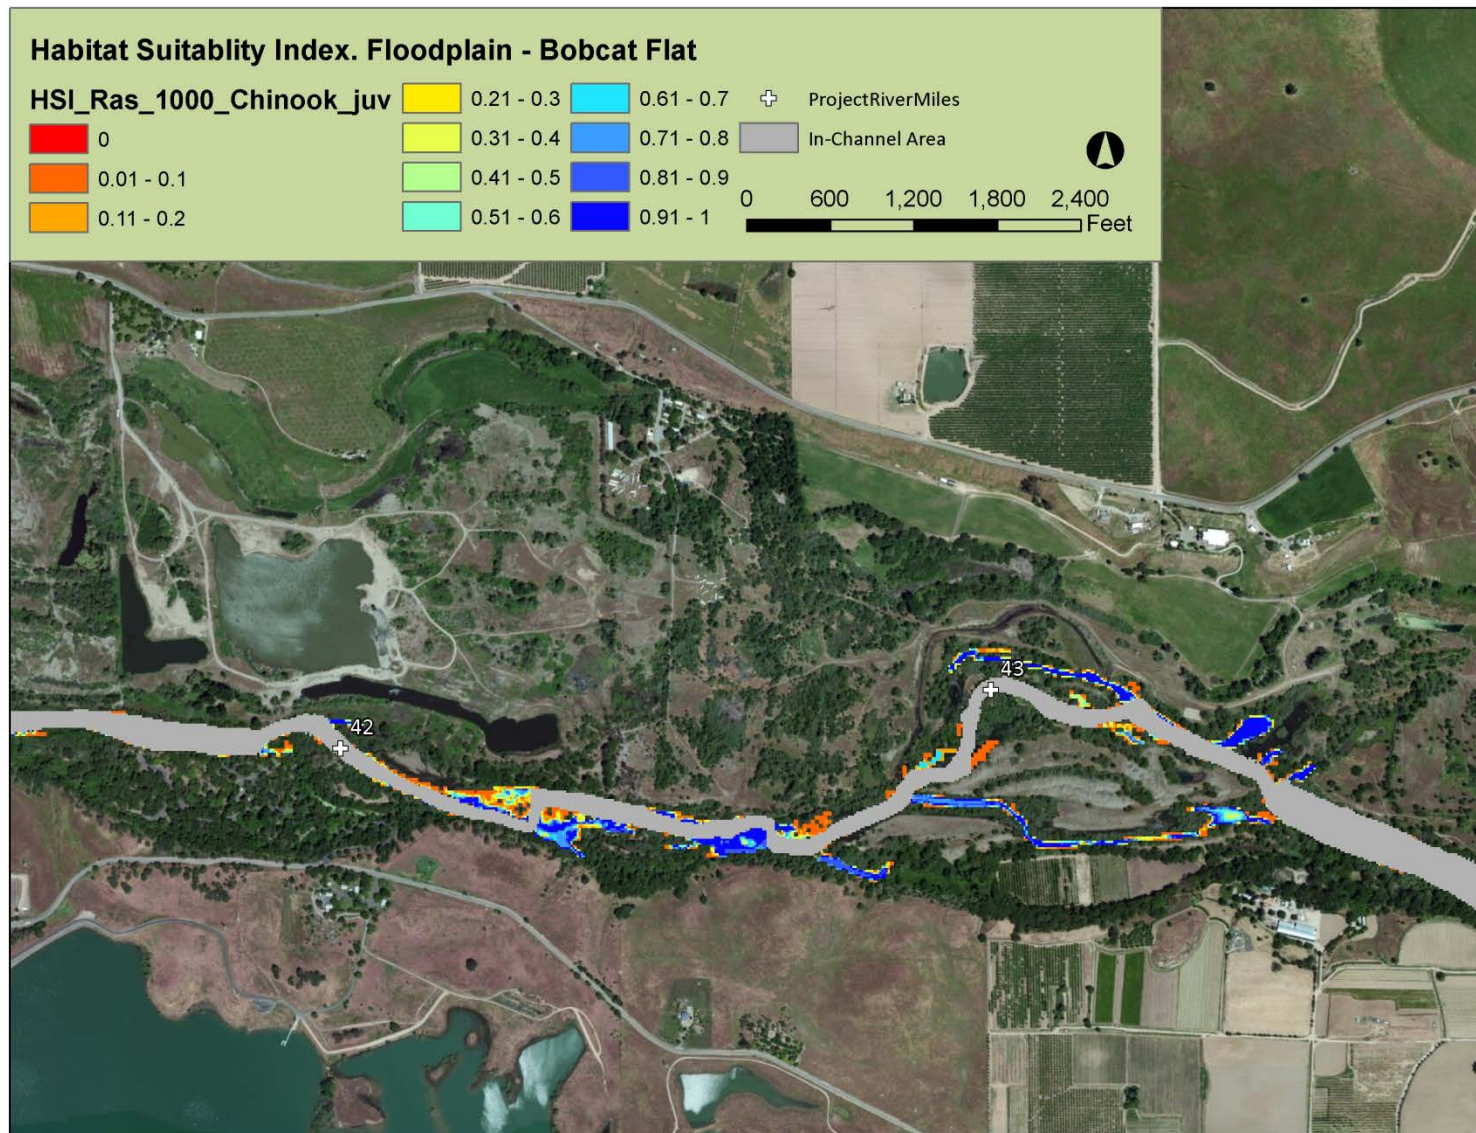 Habitat Suitablity Index. Floodplain - Bobcat Flat
HSI_Ras_1000_Chinook_juv
0
0.01 - 0.1
0.11 - 0.2
0.21 - 0.3
0.31 - 0.4
0.41 - 0.5
0.51 - 0.6
0.61 - 0.7
0.71 - 0.8
0.81 - 0.9
0.91 - 1
ProjectRiverMiles
In-Channel Area
0 600 1,200 1,800 2,400
Feet
43
42